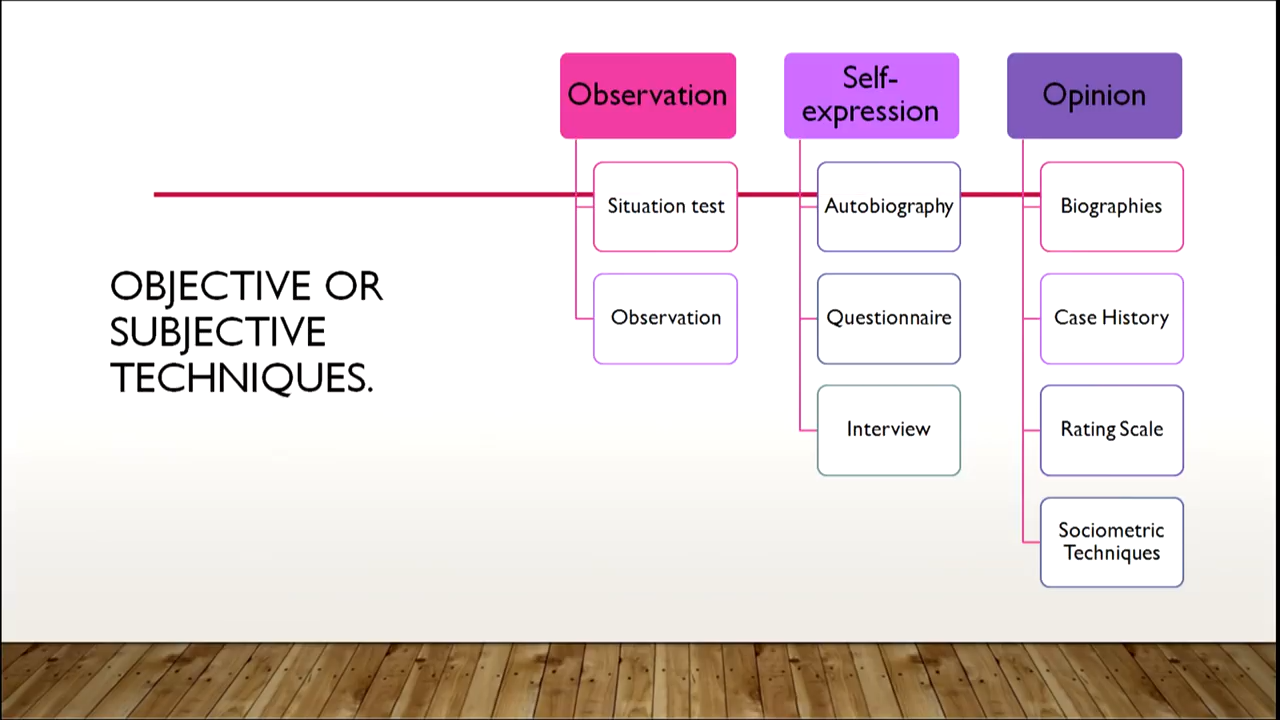 OBJECTIVE OR
SUBJECTIVE
TECHNIQUES.
Observation
Situation test
Observation
Self-
expression
Autobiography
Questionnaire
Interview
Opinion
Biographies
Case History
Rating Scale
Sociometric
Techniques